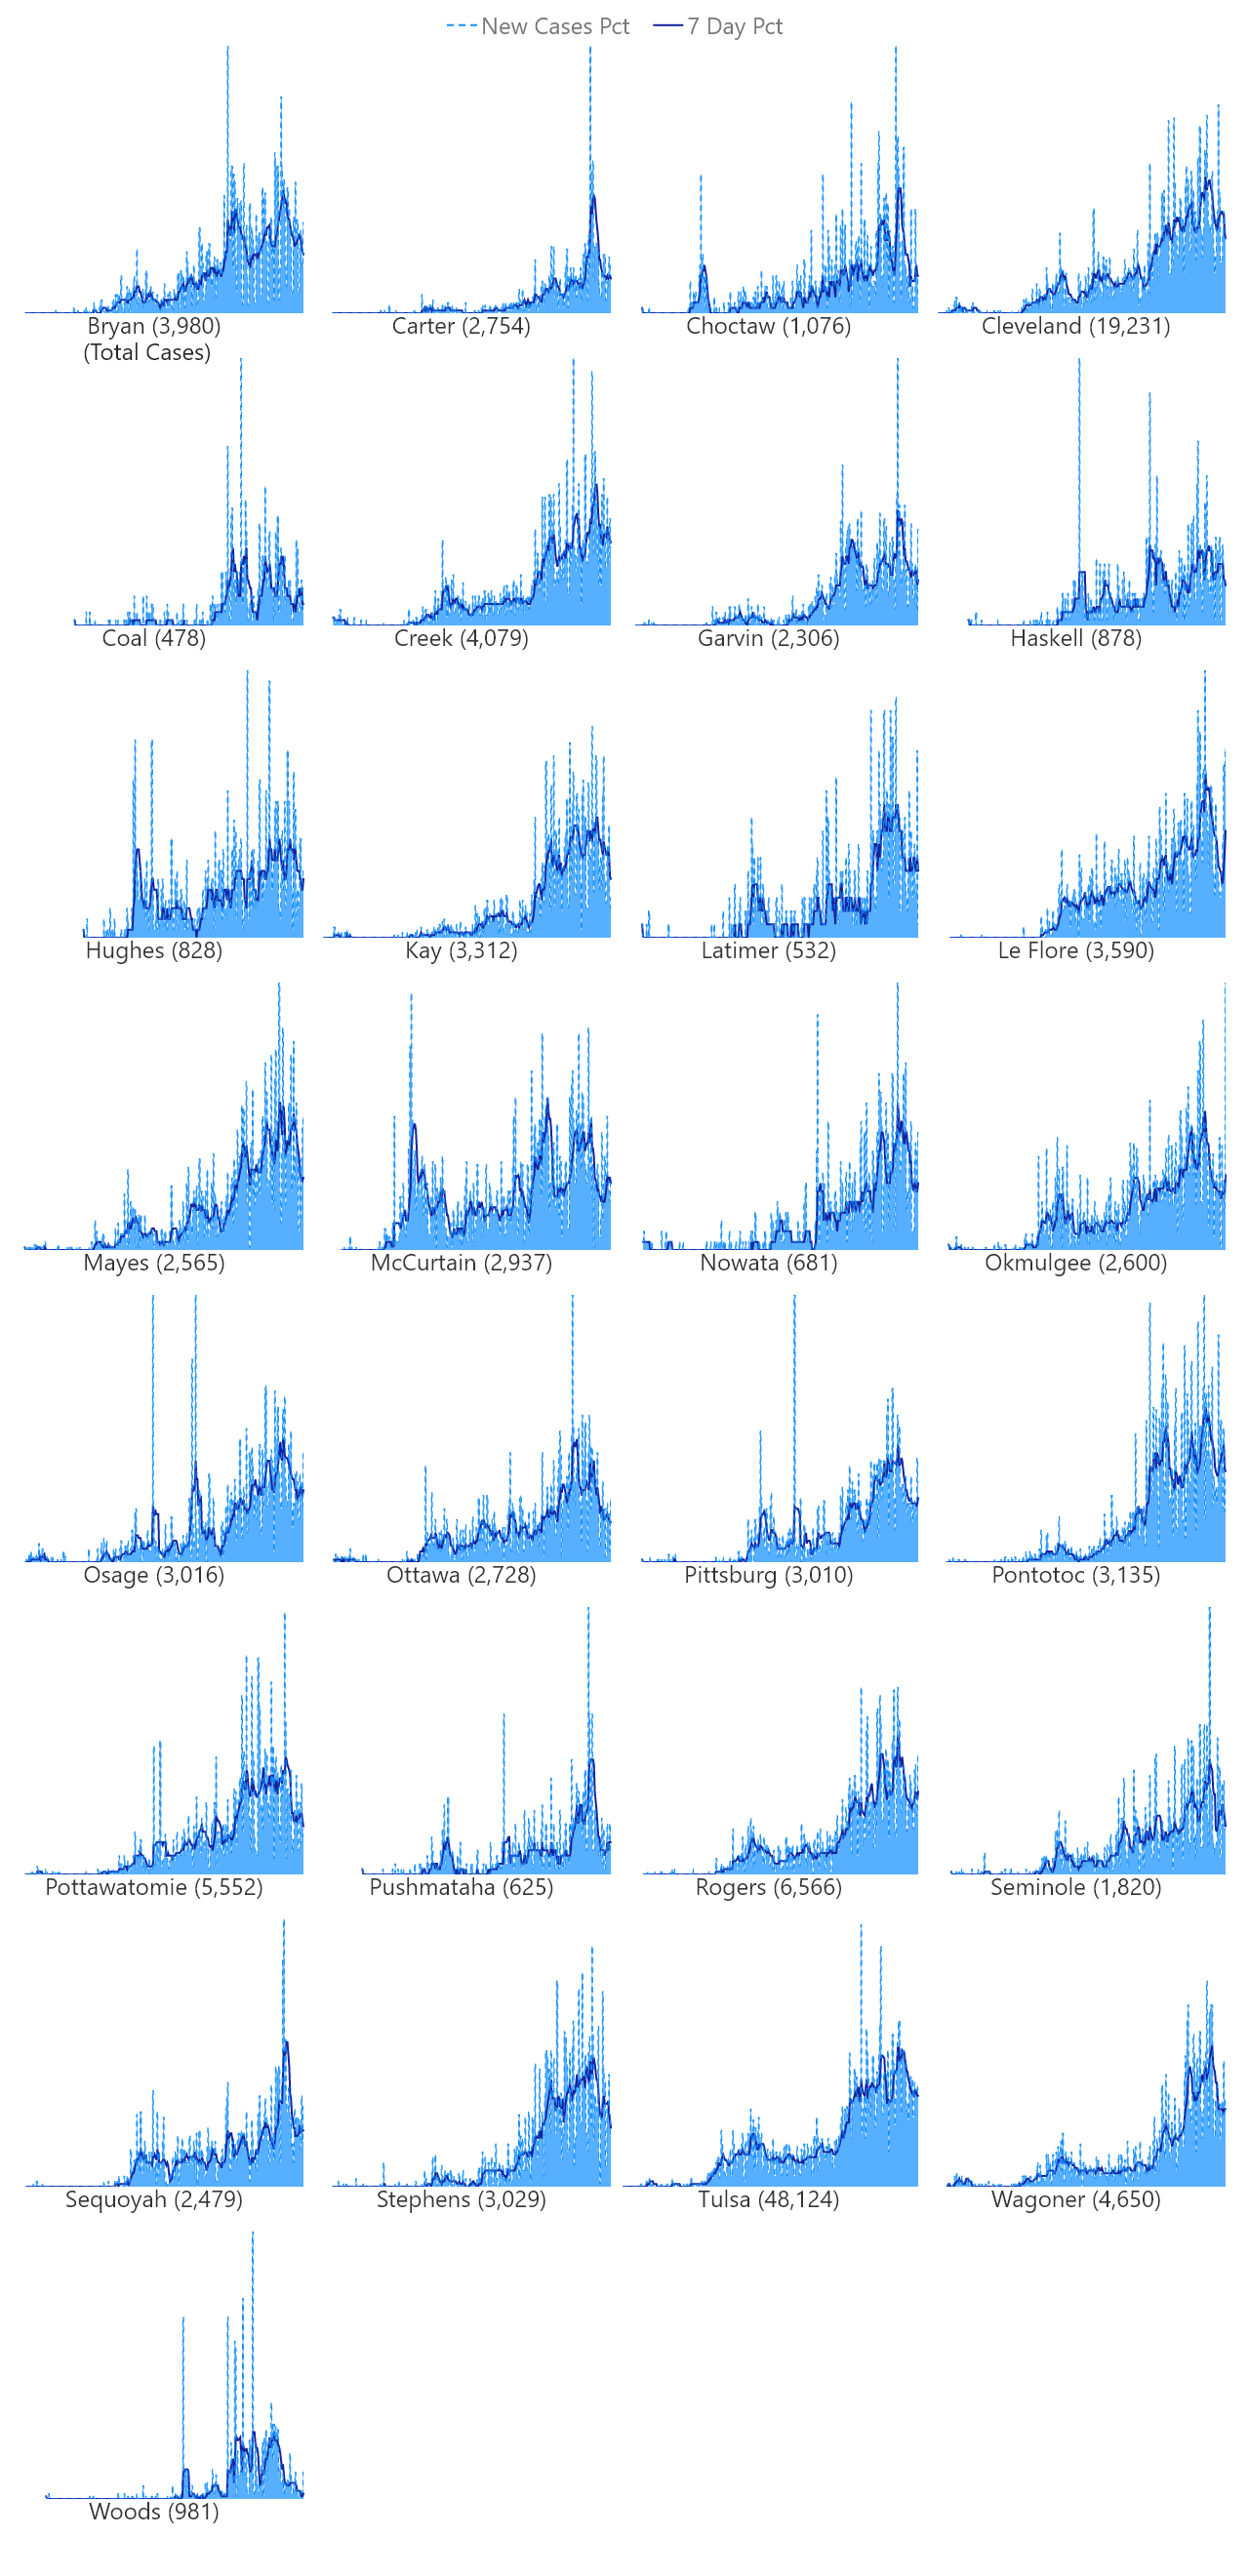 New Cases Pct 7 Day Pct
Bryan (3,980) Carter (2,754) Choctaw (1,076) Cleveland (19,231)
(Total Cases)
Coal (478) Creek (4,079) Garvin (2,306) Haskell (878)
Hughes (828) Kay (3,312) Latimer (532) Le Flore (3,590)
Mayes (2,565) McCurtain (2,937) Nowata (681) Okmulgee (2,600)
Osage (3,016) Ottawa (2,728) Pittsburg (3,010) Pontotoc (3,135)
Pottawatomie (5,552) Pushmataha (625) Rogers (6,566) Seminole (1,820)
Sequoyah (2,479) Stephens (3,029) Tulsa (48,124) Wagoner (4,650)
Woods (981)